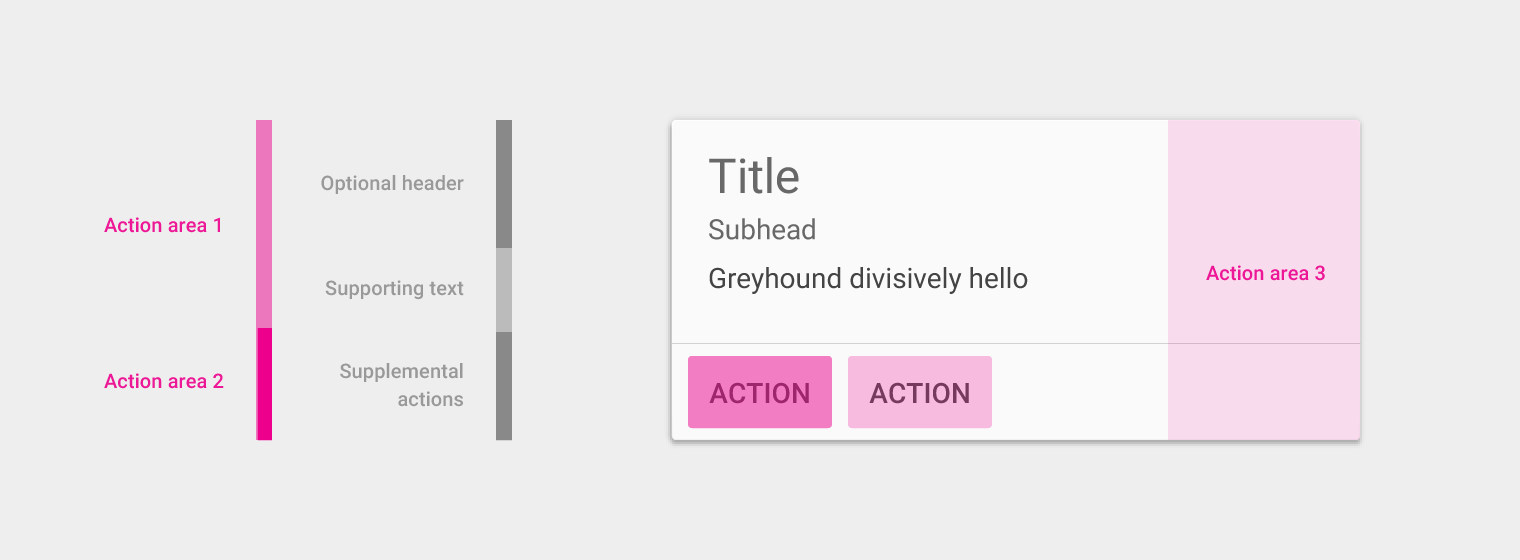 Action area 1
Action area 2
Optional header
Supporting text
Supplemental
actions
Title
Subhead
Greyhound divisively hello
ACTION ACTION
Action area 3